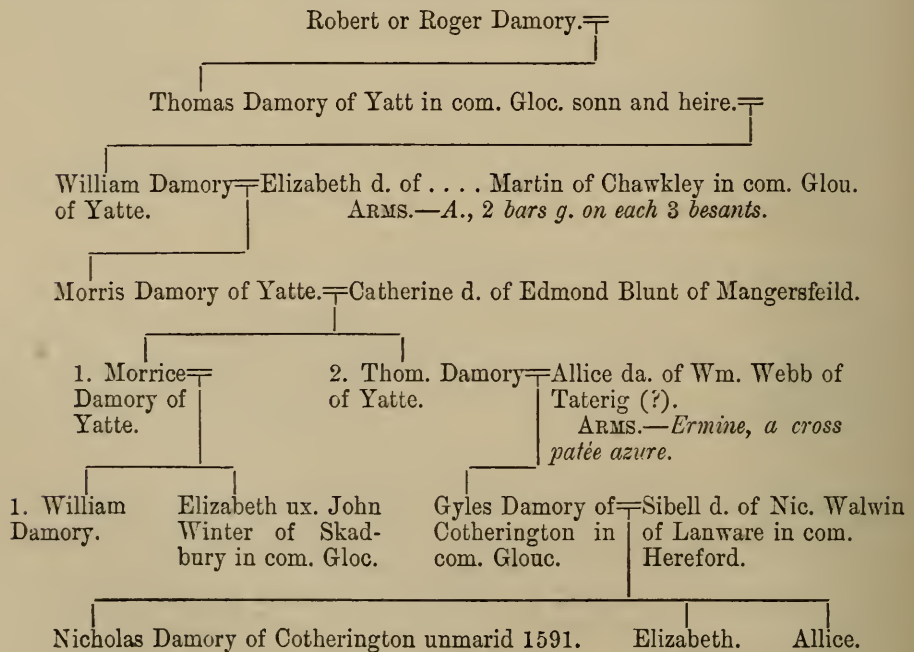 Robert or Roger Damory.
Thomas Damory of Yatt in com. Gloc. sonn and heire.
William Damory
of Yatte.
Elizabeth d. of . . . . Martin of Chawkley in com. Glou.
ARMS.—A., 2 bars g. on each 3 besants.
Morris Damory of Yatte.
Catherine d. of Edmond Blunt of Mangersfeild.
1. Morrice
Damory of
Yatte.
2. Thom. Damory
of Yatte.
Allice da. of Wm. Webb of
Taterig (?).
ARMS.—Ermine, a cross
patée azure.
1. William
Damory.
Elizabeth ux. John
Winter of Skad-
bury in com. Gloc.
Gyles Damory of
Cotherington in
com. Glouc.
Sibell d. of Nic. Walwin
of Lanware in com.
Hereford.
Nicholas Damory of Cotherington unmarid 1591.
Elizabeth.
Allice.